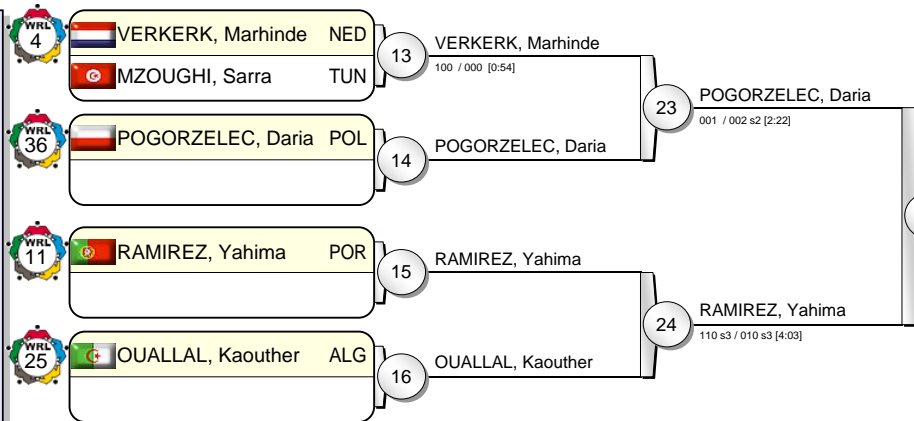 WRL
4
VERKERK, Marhinde NED
MZOUGHI, Sarra TUN
13
VERKERK, Marhinde
100 / 000 [0:54]
WRL
36
POGORZELEC, Daria POL
14
POGORZELEC, Daria
23
POGORZELEC, Daria
001 / 002 s2 [2:22]
WRL
11
RAMIREZ, Yahima POR
15
RAMIREZ, Yahima
WRL
25
OUALLAL, Kaouther ALG
16
OUALLAL, Kaouther
24
RAMIREZ, Yahima
110 s3 / 010 s3 [4:03]